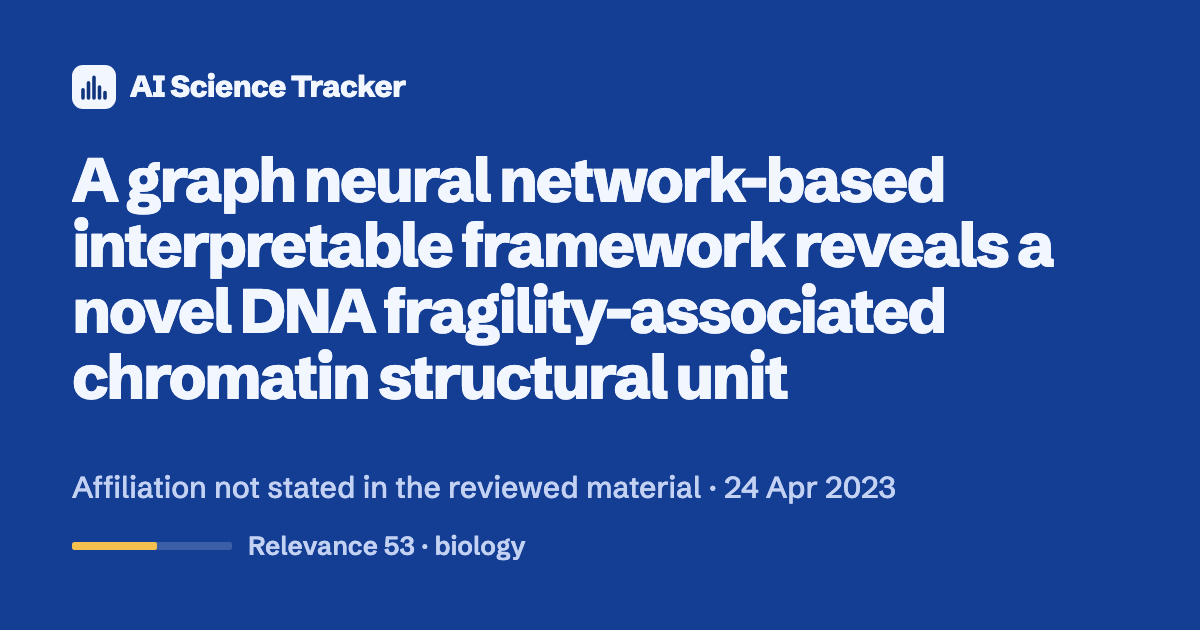 AI Science Tracker
A graph neural network-based
interpretable framework reveals a
novel DNA fragility-associated
chromatin structural unit
Affiliation not stated in the reviewed material · 24 Apr 2023
Relevance 53 · biology